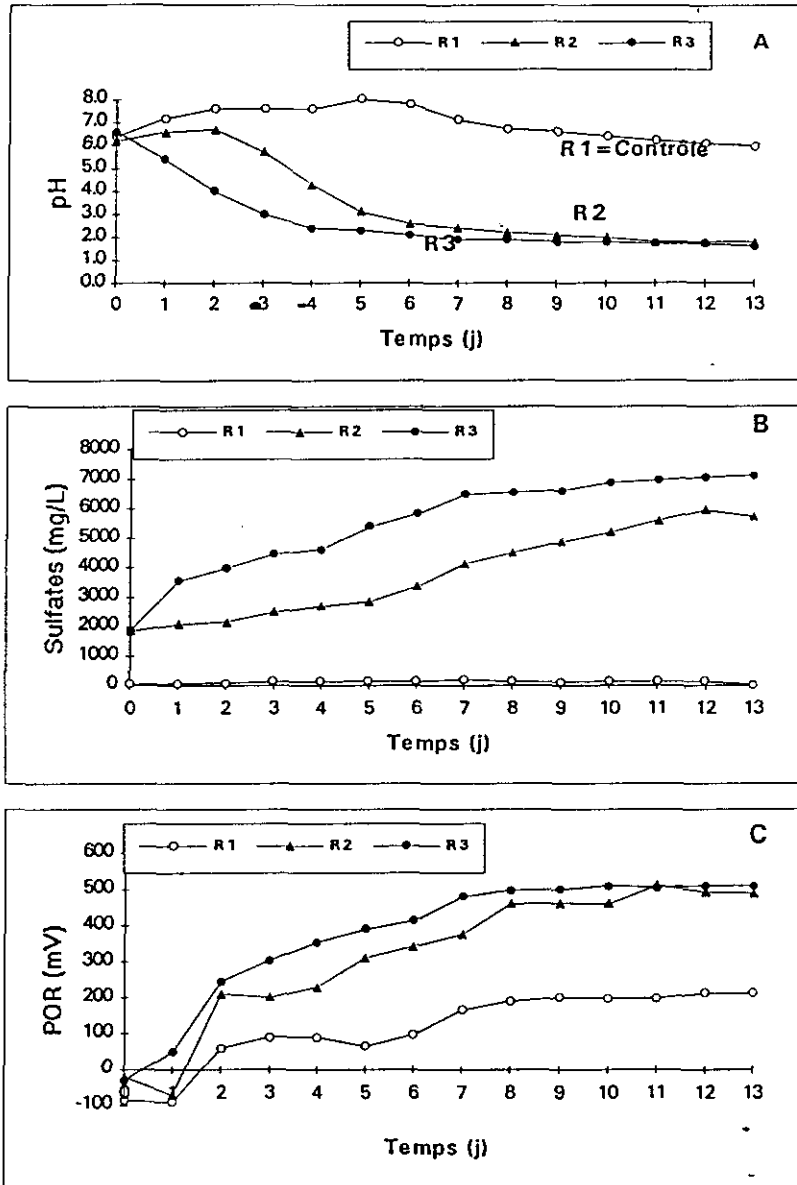 R1 R2 R3
A
8.0
7.0
6.0
5.0
4.0
3.0
2.0
1.0
0.0
pH
R1=Contrôle
R2
R3
0 1 2 3 4 5 6 7 8 9 10 11 12 13
Temps (j)
R1 R2 R3
B
8000
7000
6000
5000
4000
3000
2000
1000
0
Sulfates (mg/L)
0 1 2 3 4 5 6 7 8 9 10 11 12 13
Temps (j)
R1 R2 R3
C
600
500
400
300
200
100
0
-100
POR (mV)
0 1 2 3 4 5 6 7 8 9 10 11 12 13
Temps (j)